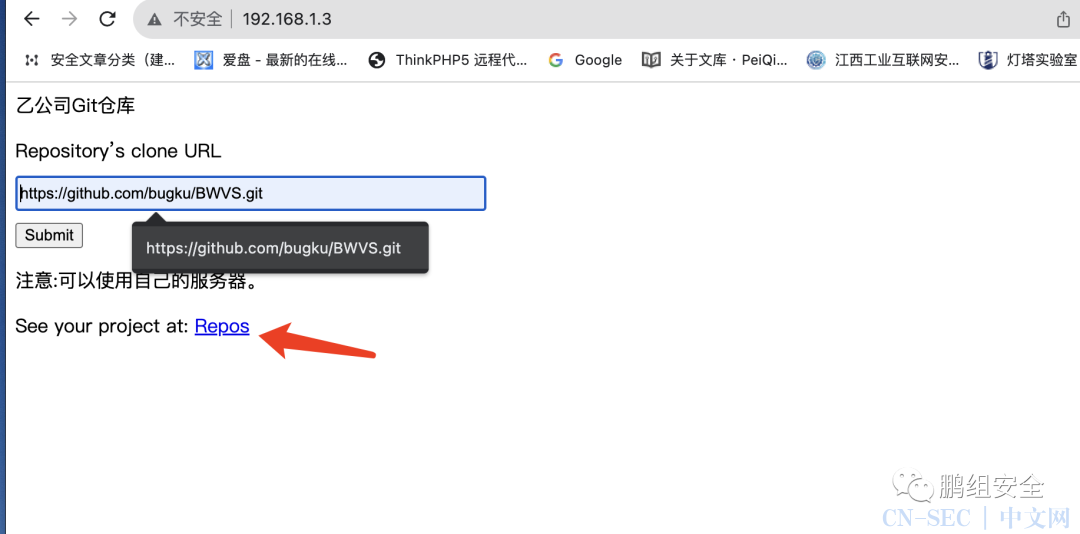 不安全 192.168.1.3
安全文章分类（建... 爱盘 - 最新的在线... ThinkPHP5 远程代... Google 关于文库 · PeiQi... 江西工业互联网安... 灯塔实验室
乙公司Git仓库
Repository's clone URL
https://github.com/bugku/BWVS.git
Submit
https://github.com/bugku/BWVS.git
注意:可以使用自己的服务器。
See your project at: Repos
鹏组安全
CN-SEC | 中文网